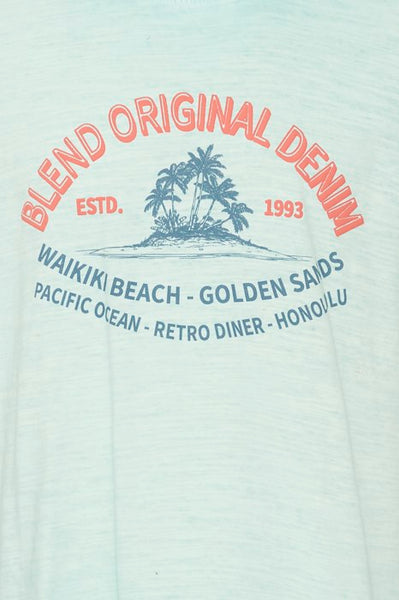 BLEND ORIGINAL DENIM
ESTD. 1993
WAIKIKI BEACH - GOLDEN SANDS
PACIFIC OCEAN - RETRO DINER - HONOLULU